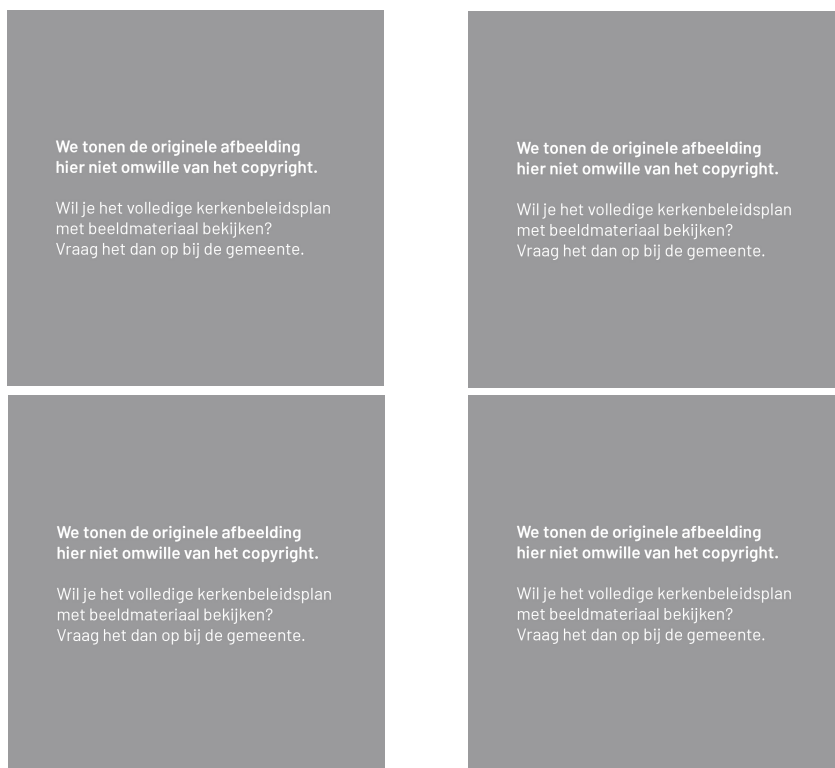 We tonen de originele afbeelding
hier niet omwille van het copyright.
Wil je het volledige kerkenbeleidsplan
met beeldmateriaal bekijken?
Vraag het dan op bij de gemeente.
We tonen de originele afbeelding
hier niet omwille van het copyright.
Wil je het volledige kerkenbeleidsplan
met beeldmateriaal bekijken?
Vraag het dan op bij de gemeente.
We tonen de originele afbeelding
hier niet omwille van het copyright.
Wil je het volledige kerkenbeleidsplan
met beeldmateriaal bekijken?
Vraag het dan op bij de gemeente.
We tonen de originele afbeelding
hier niet omwille van het copyright.
Wil je het volledige kerkenbeleidsplan
met beeldmateriaal bekijken?
Vraag het dan op bij de gemeente.